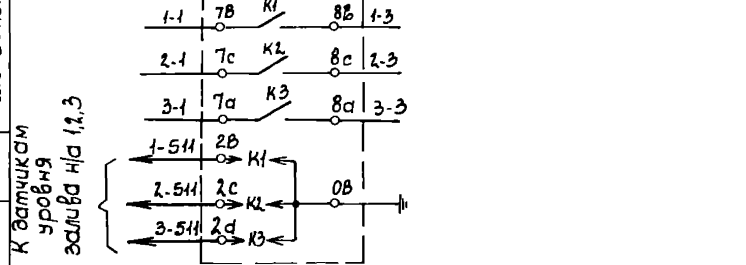 1-1 7В К1 8В 1-3
2-1 7с К2 8с 2-3
3-1 7а К3 8а 3-3
1-511 2В К1
2-511 2с К2 0В
3-511 2d К3
К датчикам
уровня
залива н/а 1,2,3